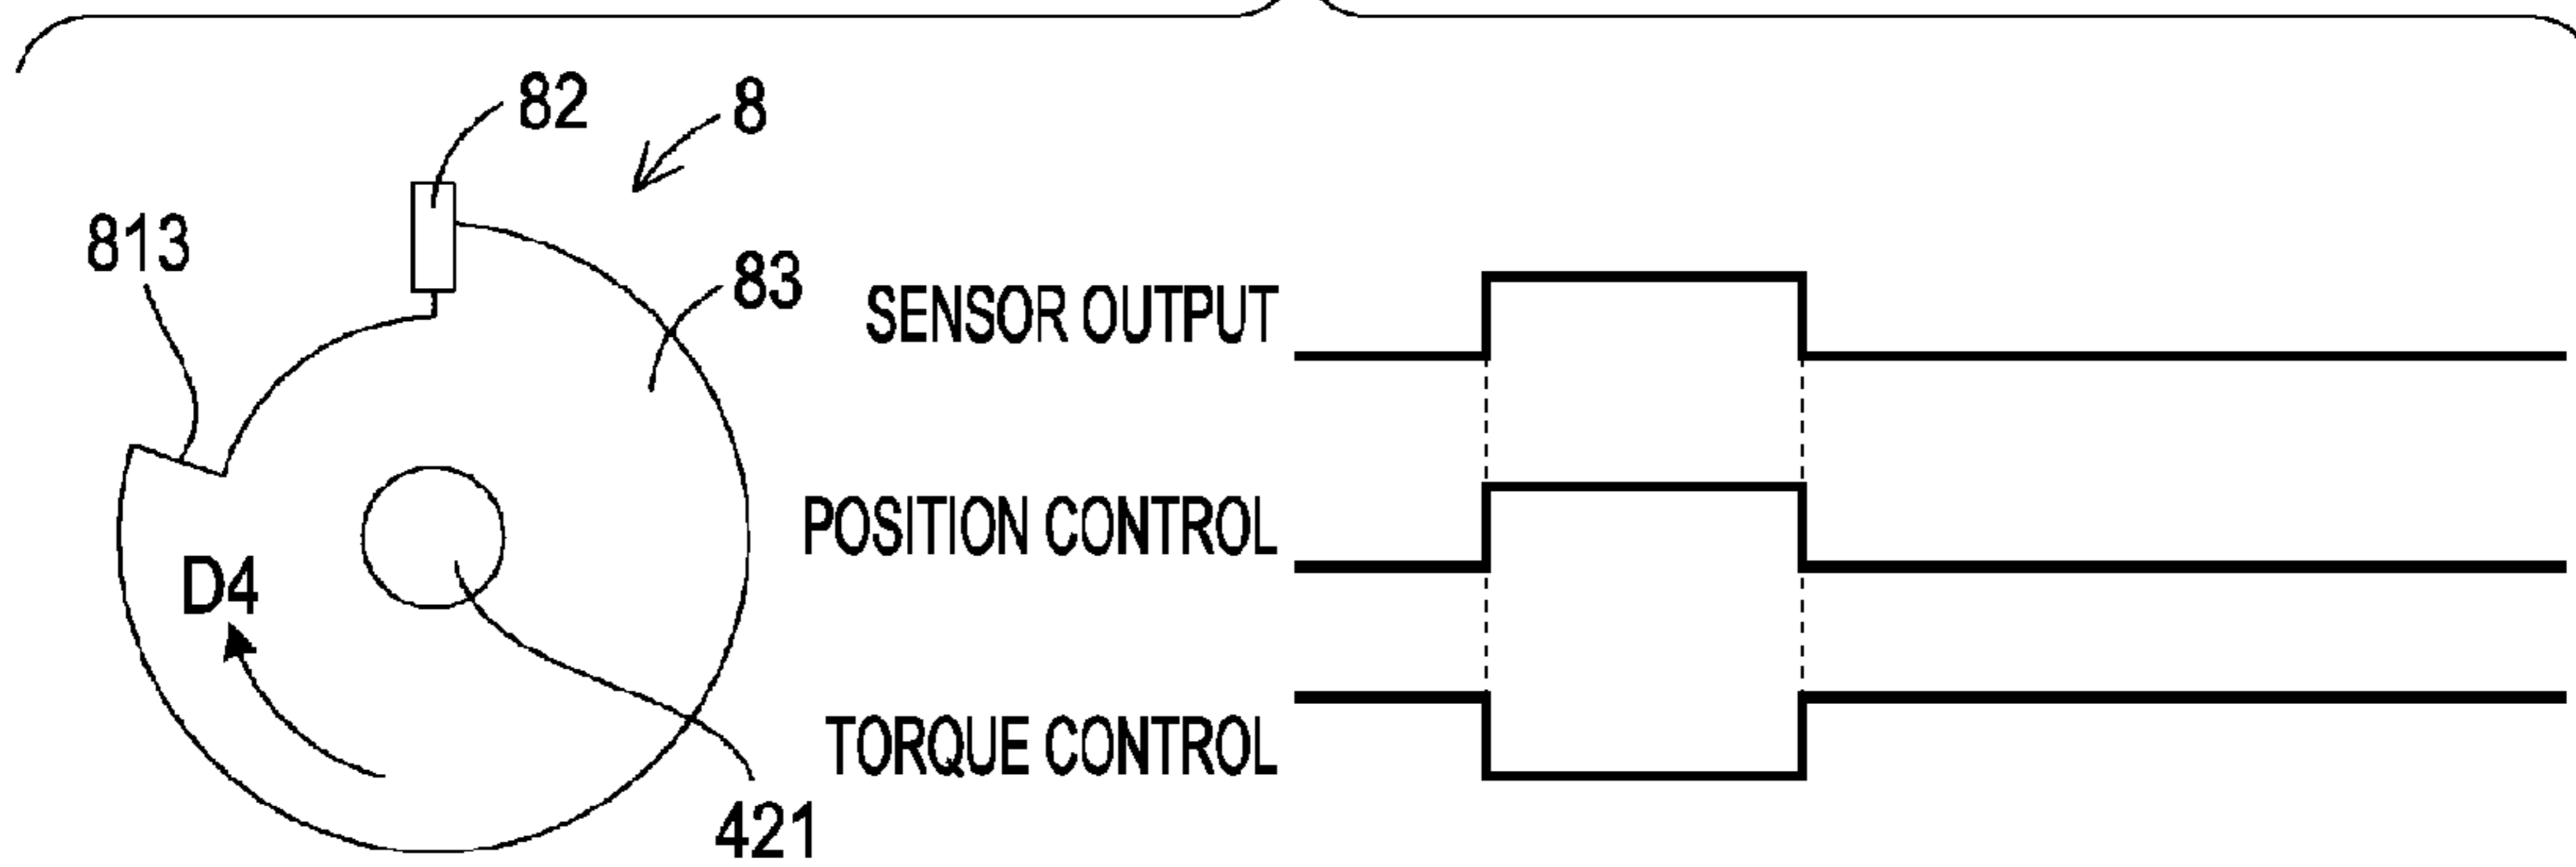 82
8
813
83
SENSOR OUTPUT
POSITION CONTROL
D4
TORQUE CONTROL
421